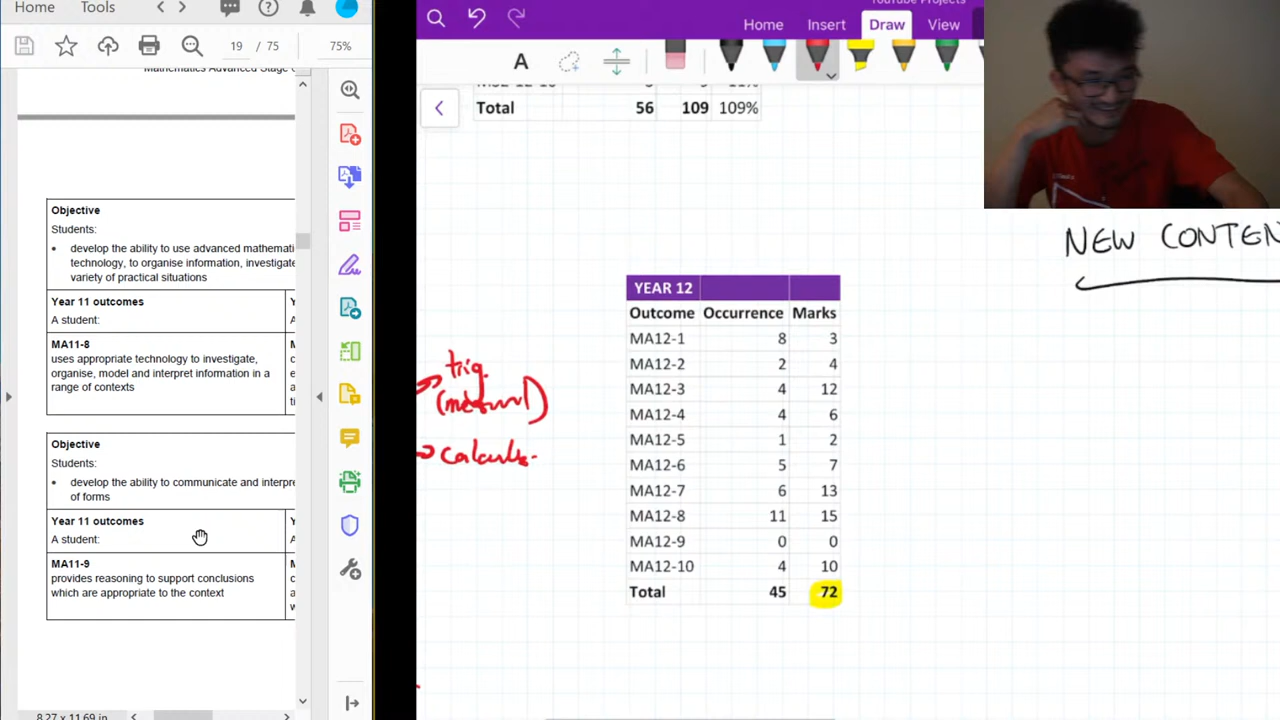 Home Tools
19 / 75 75%
Mathematics Advanced Stage
Objective
Students:
• develop the ability to use advanced mathemati
technology, to organise information, investigate
variety of practical situations
Year 11 outcomes
A student:
MA11-8
uses appropriate technology to investigate,
organise, model and interpret information in a
range of contexts
Objective
Students:
• develop the ability to communicate and interpre
of forms
Year 11 outcomes
A student:
MA11-9
provides reasoning to support conclusions
which are appropriate to the context
8.27 x 11.69 in
YouTube Projects
Home Insert Draw View
A
Total 56 109 109%
NEW CONTEN
trig.
calculus.
YEAR 12
Outcome Occurrence Marks
MA12-1 8 3
MA12-2 2 4
MA12-3 4 12
MA12-4 4 6
MA12-5 1 2
MA12-6 5 7
MA12-7 6 13
MA12-8 11 15
MA12-9 0 0
MA12-10 4 10
Total 45 72